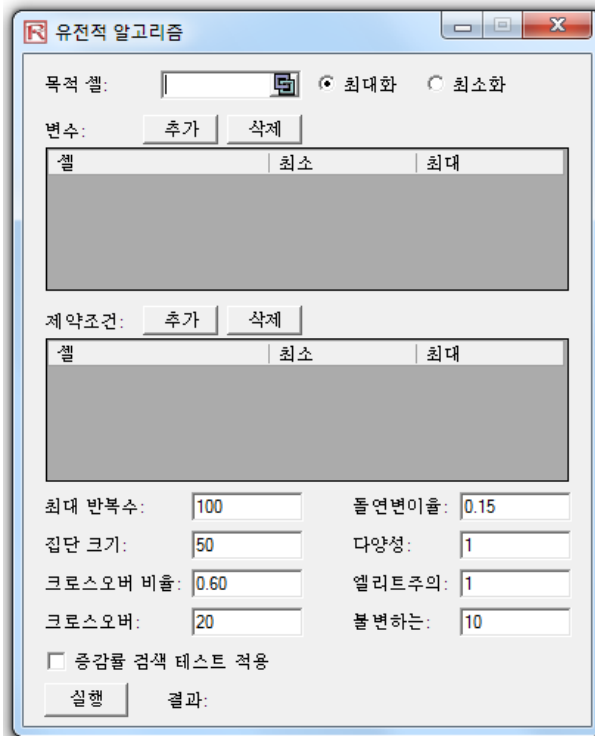 유전적 알고리즘
목적 셀: 최대화 최소화
변수: 추가 삭제
셀 최소 최대
제약조건: 추가 삭제
셀 최소 최대
최대 반복수: 100 돌연변이율: 0.15
집단 크기: 50 다양성: 1
크로스오버 비율: 0.60 엘리트주의: 1
크로스오버: 20 불변하는: 10
증감률 검색 테스트 적용
실행 결과: